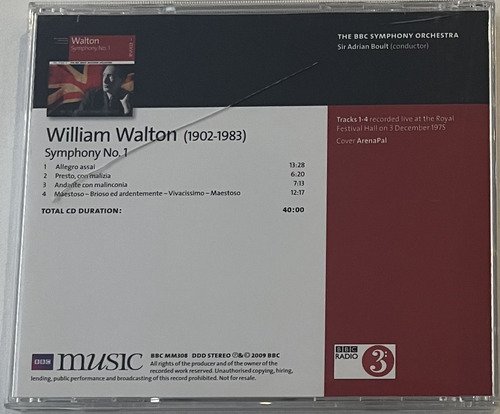 Walton
Symphony No. 1
THE BBC SYMPHONY ORCHESTRA
Sir Adrian Boult (conductor)
Tracks 1-4 recorded live at the Royal
Festival Hall on 3 December 1975
Cover ArenaPal
William Walton (1902-1983)
Symphony No. 1
1 Allegro assai 13:28
2 Presto, con malizia 6:20
3 Andante con malinconia 7:13
4 Maestoso – Brioso ed ardentemente – Vivacissimo – Maestoso 12:17
TOTAL CD DURATION: 40:00
BBC music
BBC MM308 DDD STEREO ℗&© 2009 BBC
All rights of the producer and of the owner of the
recorded work reserved. Unauthorised copying, hiring,
lending, public performance and broadcasting of this record prohibited. Not for resale.
BBC
RADIO
3